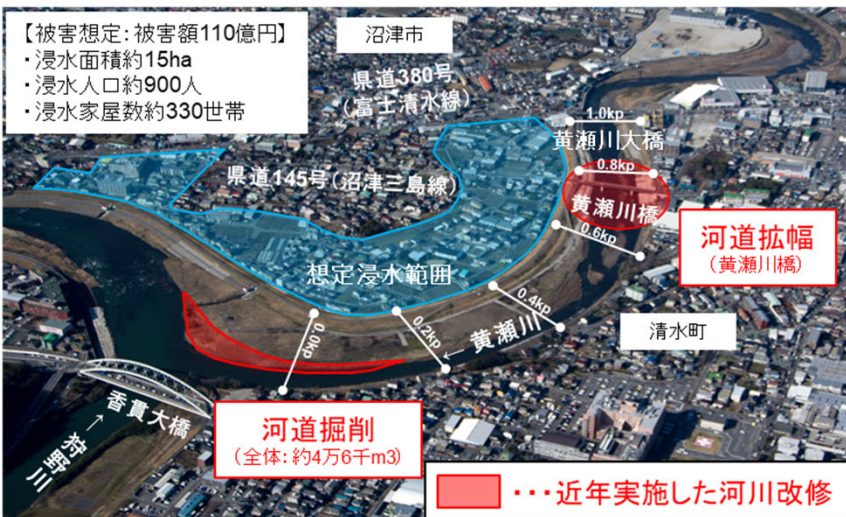 【被害想定:被害額110億円】
・浸水面積約15ha
・浸水人口約900人
・浸水家屋数約330世帯
沼津市
県道380号
(富士清水線)
1.0kp
黄瀬川大橋
0.8kp
県道145号(沼津三島線)
黄瀬川橋
0.6kp
河道拡幅
(黄瀬川橋)
想定浸水範囲
0.4kp
0.2kp
0.0kp
←黄瀬川
清水町
香貫大橋
狩野川→
河道掘削
(全体:約4万6千m3)
・・・近年実施した河川改修